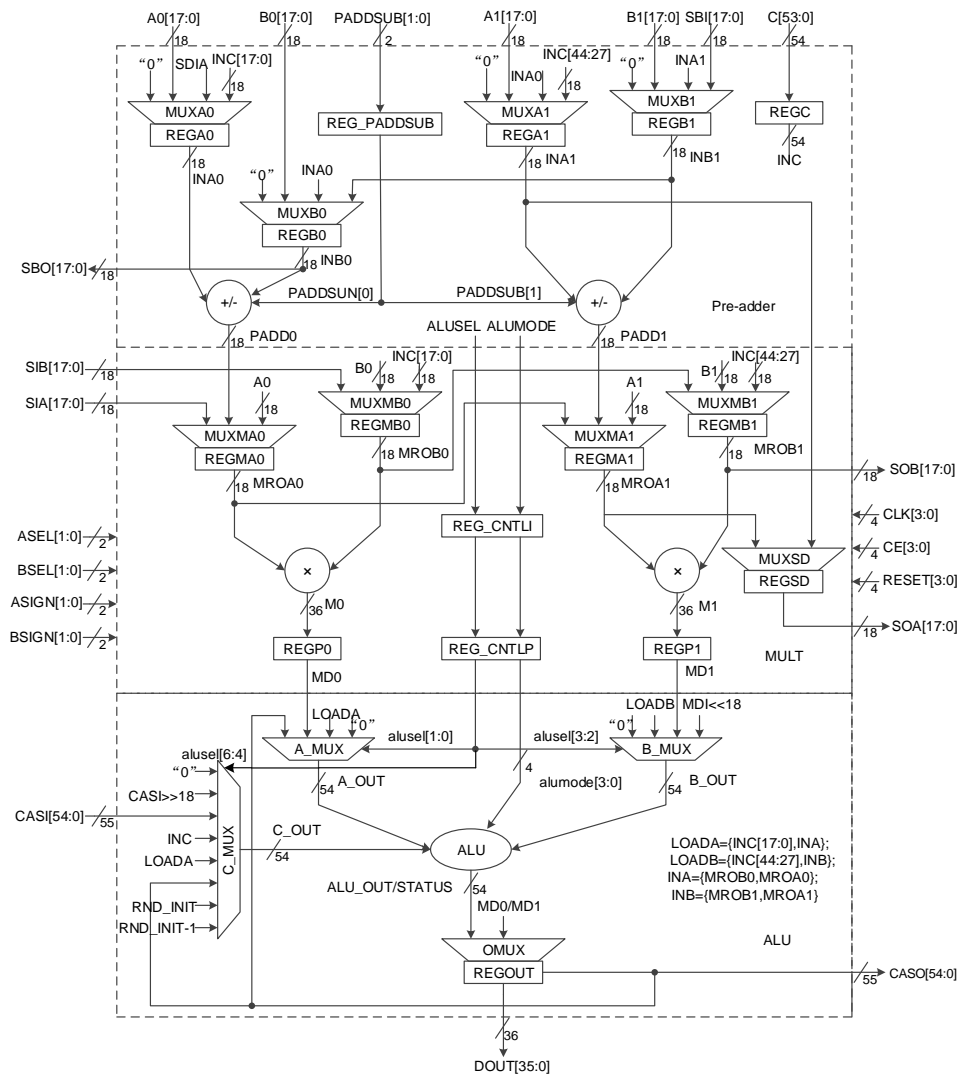 A0[17:0] B0[17:0] PADDSUB[1:0] A1[17:0] B1[17:0] SBI[17:0] C[53:0]
18 18 2 18 18 18 54
“0” SDIA INC[17:0] 18
MUXA0
REGA0
18
INA0
REG_PADDSUB
“0” INA0 INC[44:27] 18
MUXA1
REGA1
18 INA1
“0” INA1
MUXB1
REGB1
18 INB1
REGC
54
INC
“0” INA0
MUXB0
REGB0
18 INB0
SBO[17:0] 18
+/-
PADDSUN[0] PADDSUB[1]
+/-
Pre-adder
18 PADD0
ALUSEL ALUMODE
18 PADD1
SIB[17:0] 18
SIA[17:0] 18
B0 18 INC[17:0] 18
MUXMB0
REGMB0
18 MROB0
A0 18
MUXMA0
REGMA0
18 MROA0
B1 18 INC[44:27] 18
MUXMB1
REGMB1
18 MROB1
A1 18
MUXMA1
REGMA1
18 MROA1
18 SOB[17:0]
4 CLK[3:0]
4 CE[3:0]
4 RESET[3:0]
18 SOA[17:0]
ASEL[1:0] 2
BSEL[1:0] 2
ASIGN[1:0] 2
BSIGN[1:0] 2
REG_CNTLI
MUXSD
REGSD
×
×
36 M0
36 M1
REGP0
REG_CNTLP
REGP1
MULT
MD0
MD1
LOADA “0”
A_MUX
alusel[1:0] alusel[3:2]
“0” LOADB MDI<<18
B_MUX
54 A_OUT
4
alumode[3:0]
54 B_OUT
alusel[6:4]
“0”
CASI>>18
CASI[54:0] 55
INC
LOADA
RND_INIT
RND_INIT-1
C_MUX
C_OUT
54
ALU
LOADA={INC[17:0],INA};
LOADB={INC[44:27],INB};
INA={MROB0,MROA0};
INB={MROB1,MROA1}
ALU_OUT/STATUS 54
MD0/MD1
OMUX
REGOUT
ALU
55 CASO[54:0]
36
DOUT[35:0]